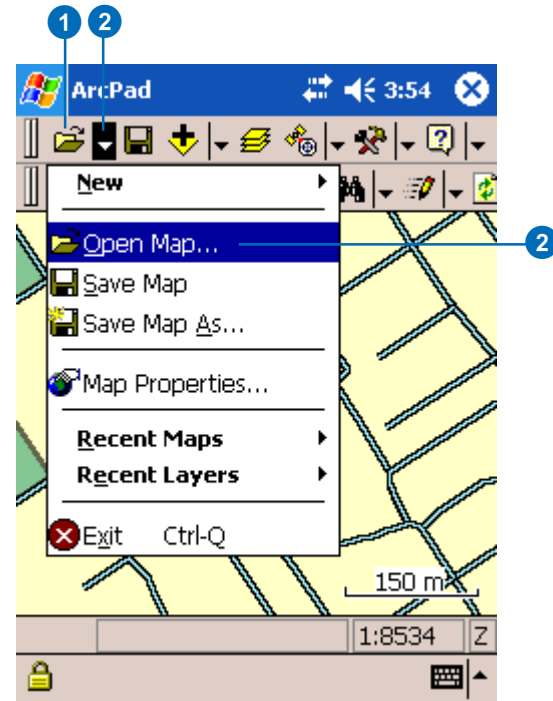 1 2
ArcPad 3:54
New
Open Map... 2
Save Map
Save Map As...
Map Properties...
Recent Maps
Recent Layers
Exit Ctrl-Q
150 m
1:8534 Z